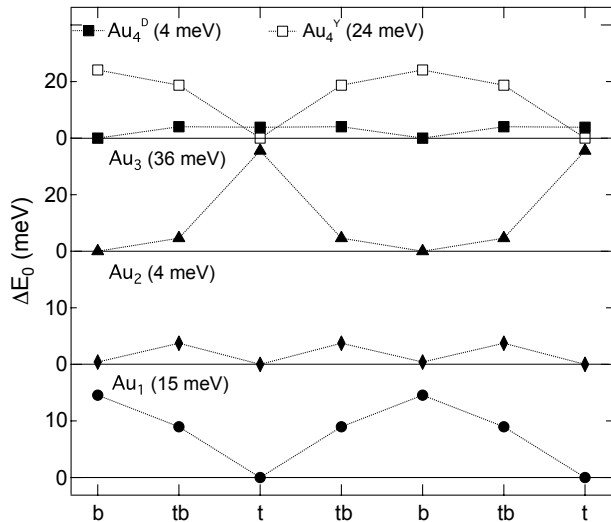 Au₄ᴰ (4 meV) Au₄ʸ (24 meV)
20
0
Au₃ (36 meV)
20
0
Au₂ (4 meV)
10
0
Au₁ (15 meV)
10
0
ΔE₀ (meV)
b tb t tb b tb t